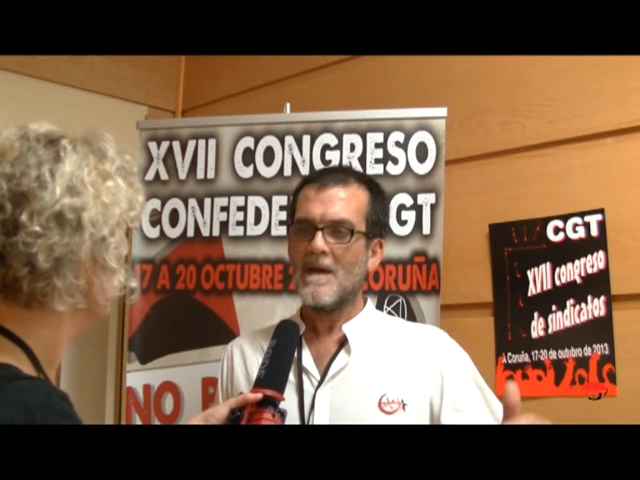 XVII CONGRESO
CONFEDE GT
17 A 20 OCTUBRE 2 CORUÑA
NO
CGT
XVII congreso
de sindicatos
A Coruña, 17-20 de outubro de 2013